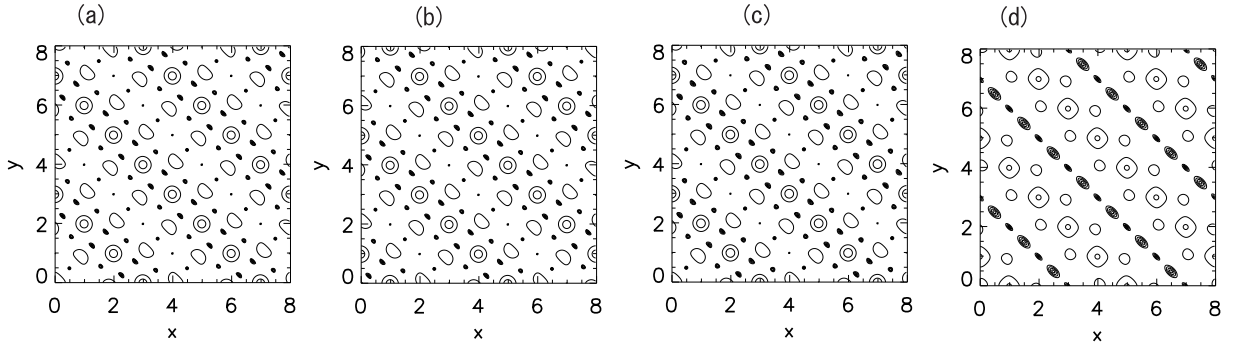 (a) (b) (c) (d)
8 8 8 8
6 6 6 6
y y y y
4 4 4 4
2 2 2 2
0 0 0 0
0 2 4 6 8 0 2 4 6 8 0 2 4 6 8 0 2 4 6 8
x x x x